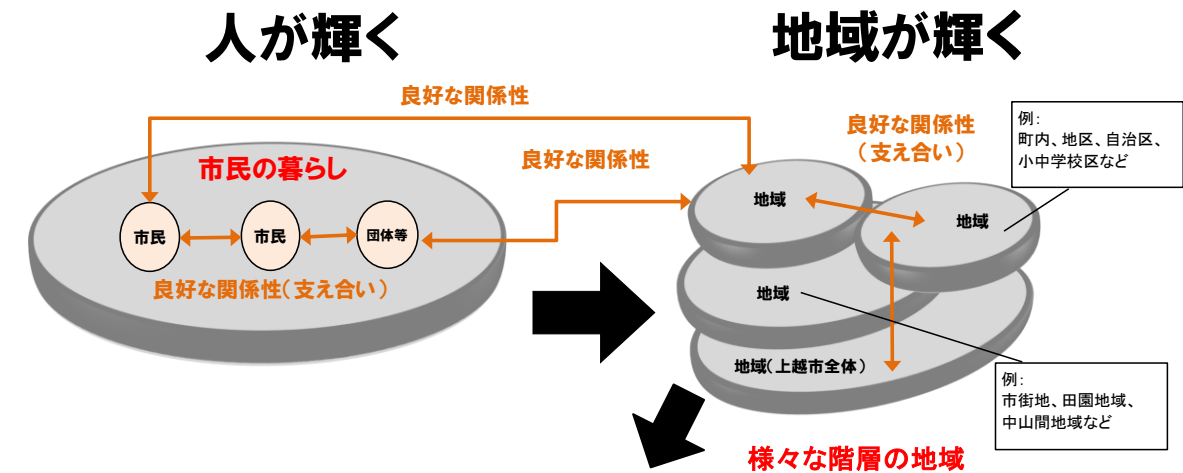 人が輝く
地域が輝く
良好な関係性
良好な関係性
（支え合い）
例：
町内、地区、自治区、
小中学校区など
良好な関係性
市民の暮らし
地域
地域
市民
市民
団体等
良好な関係性（支え合い）
地域
地域（上越市全体）
例：
市街地、田園地域、
中山間地域など
様々な階層の地域